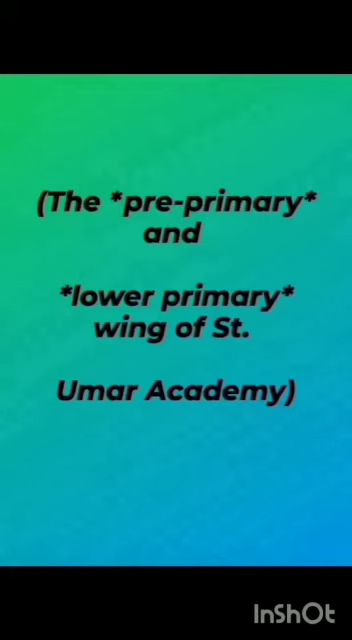 (The *pre-primary*
and
*lower primary*
wing of St.
Umar Academy)
InShOt